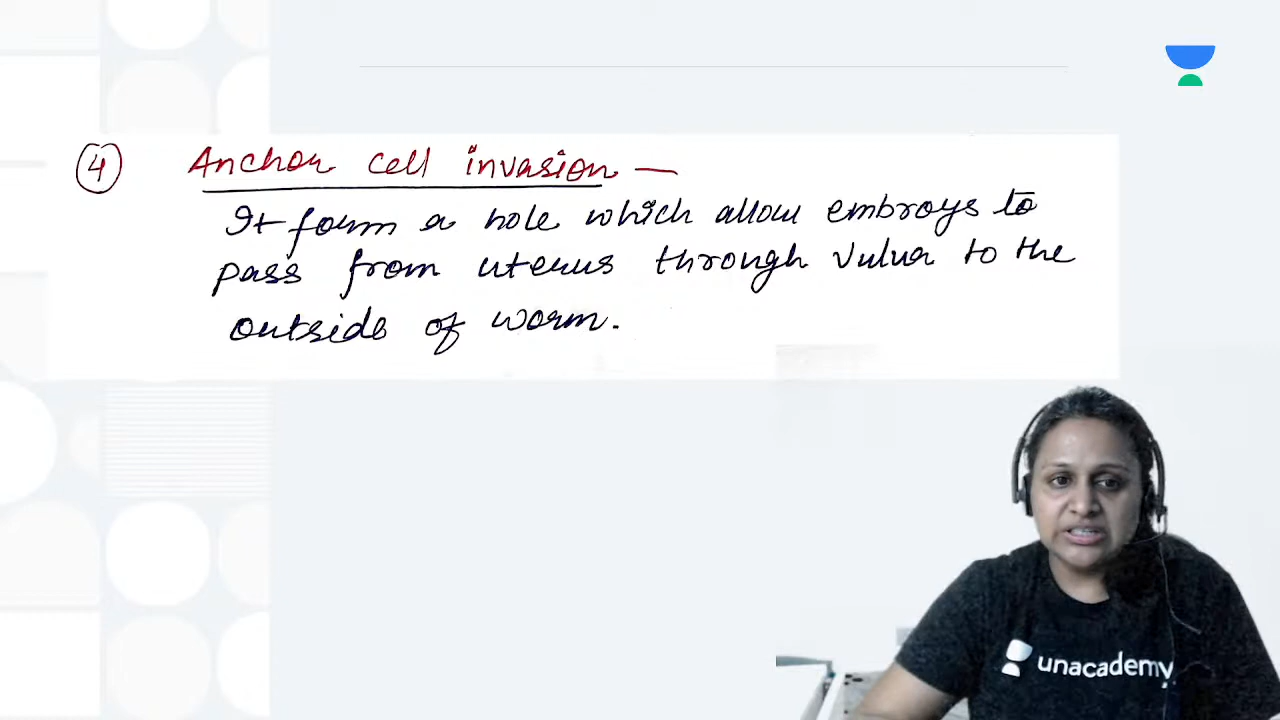 4 Anchor cell invasion —
It form a hole which allow embroys to
pass from uterus through vulva to the
outside of worm.
unacademy